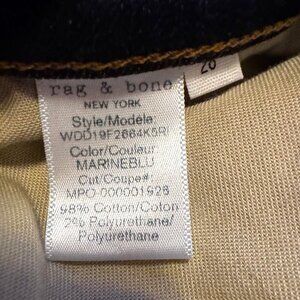 rag & bone
NEW YORK
Style/Modele:
WDD19F2664K5RI
Color/Couleur
MARINEBLU
Cut/Coupe#:
MPO-000001928
98% Cotton/Coton
2% Polyurethane/
Polyurethane
26